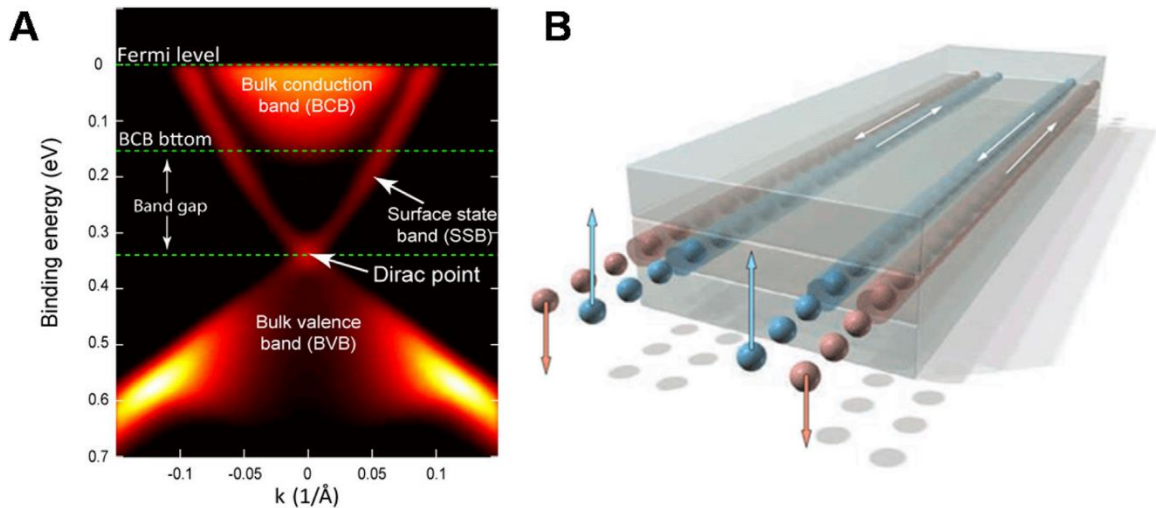 A
Fermi level
0
Bulk conduction
band (BCB)
0.1
BCB bttom
0.2
Band gap
Surface state
band (SSB)
0.3
Dirac point
0.4
Bulk valence
band (BVB)
0.5
0.6
0.7
-0.1
0.05
0
0.05
0.1
k (1/Å)
Binding energy (eV)
B